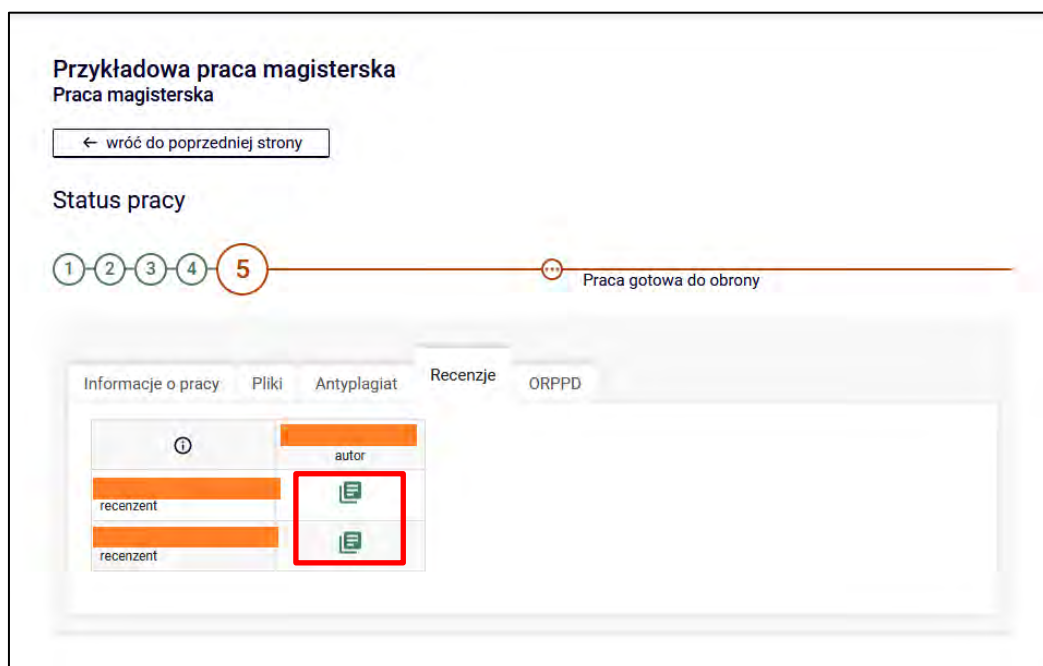 Przykładowa praca magisterska
Praca magisterska
← wróć do poprzedniej strony
Status pracy
1 2 3 4 5 Praca gotowa do obrony
Informacje o pracy Pliki Antyplagiat Recenzje ORPPD
autor
recenzent
recenzent